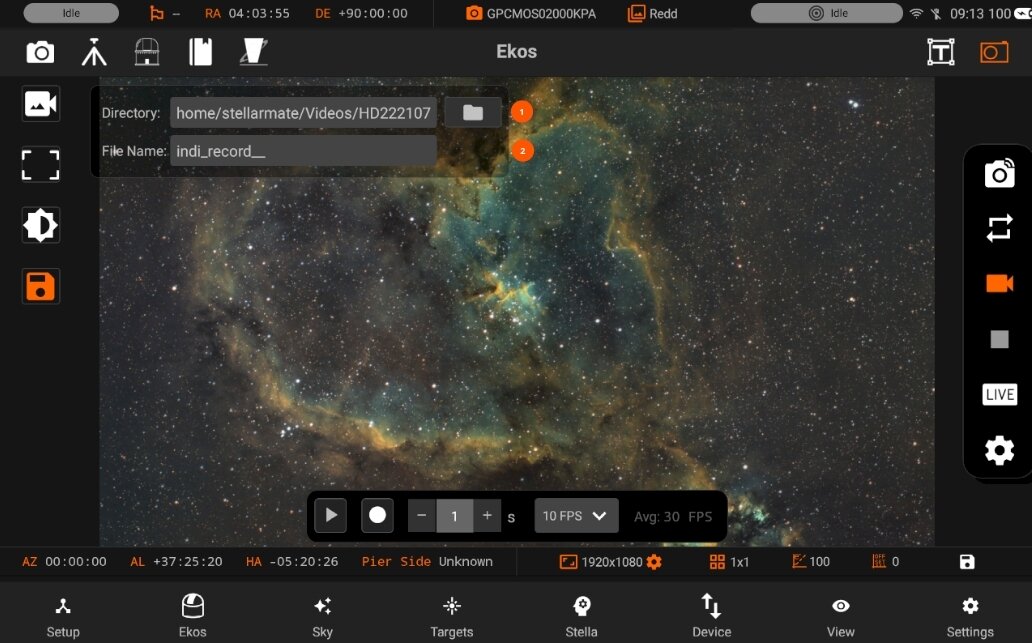 Idle – RA 04:03:55 DE +90:00:00 GPCMOS02000KPA Redd Idle 09:13 100
Ekos
T
Directory: home/stellarmate/Videos/HD222107 1
File Name: indi_record__ 2
LIVE
− 1 + s 10 FPS Avg: 30 FPS
AZ 00:00:00 AL +37:25:20 HA -05:20:26 Pier Side Unknown 1920x1080 1x1 100 OFF SET 0
Setup Ekos Sky Targets Stella Device View Settings